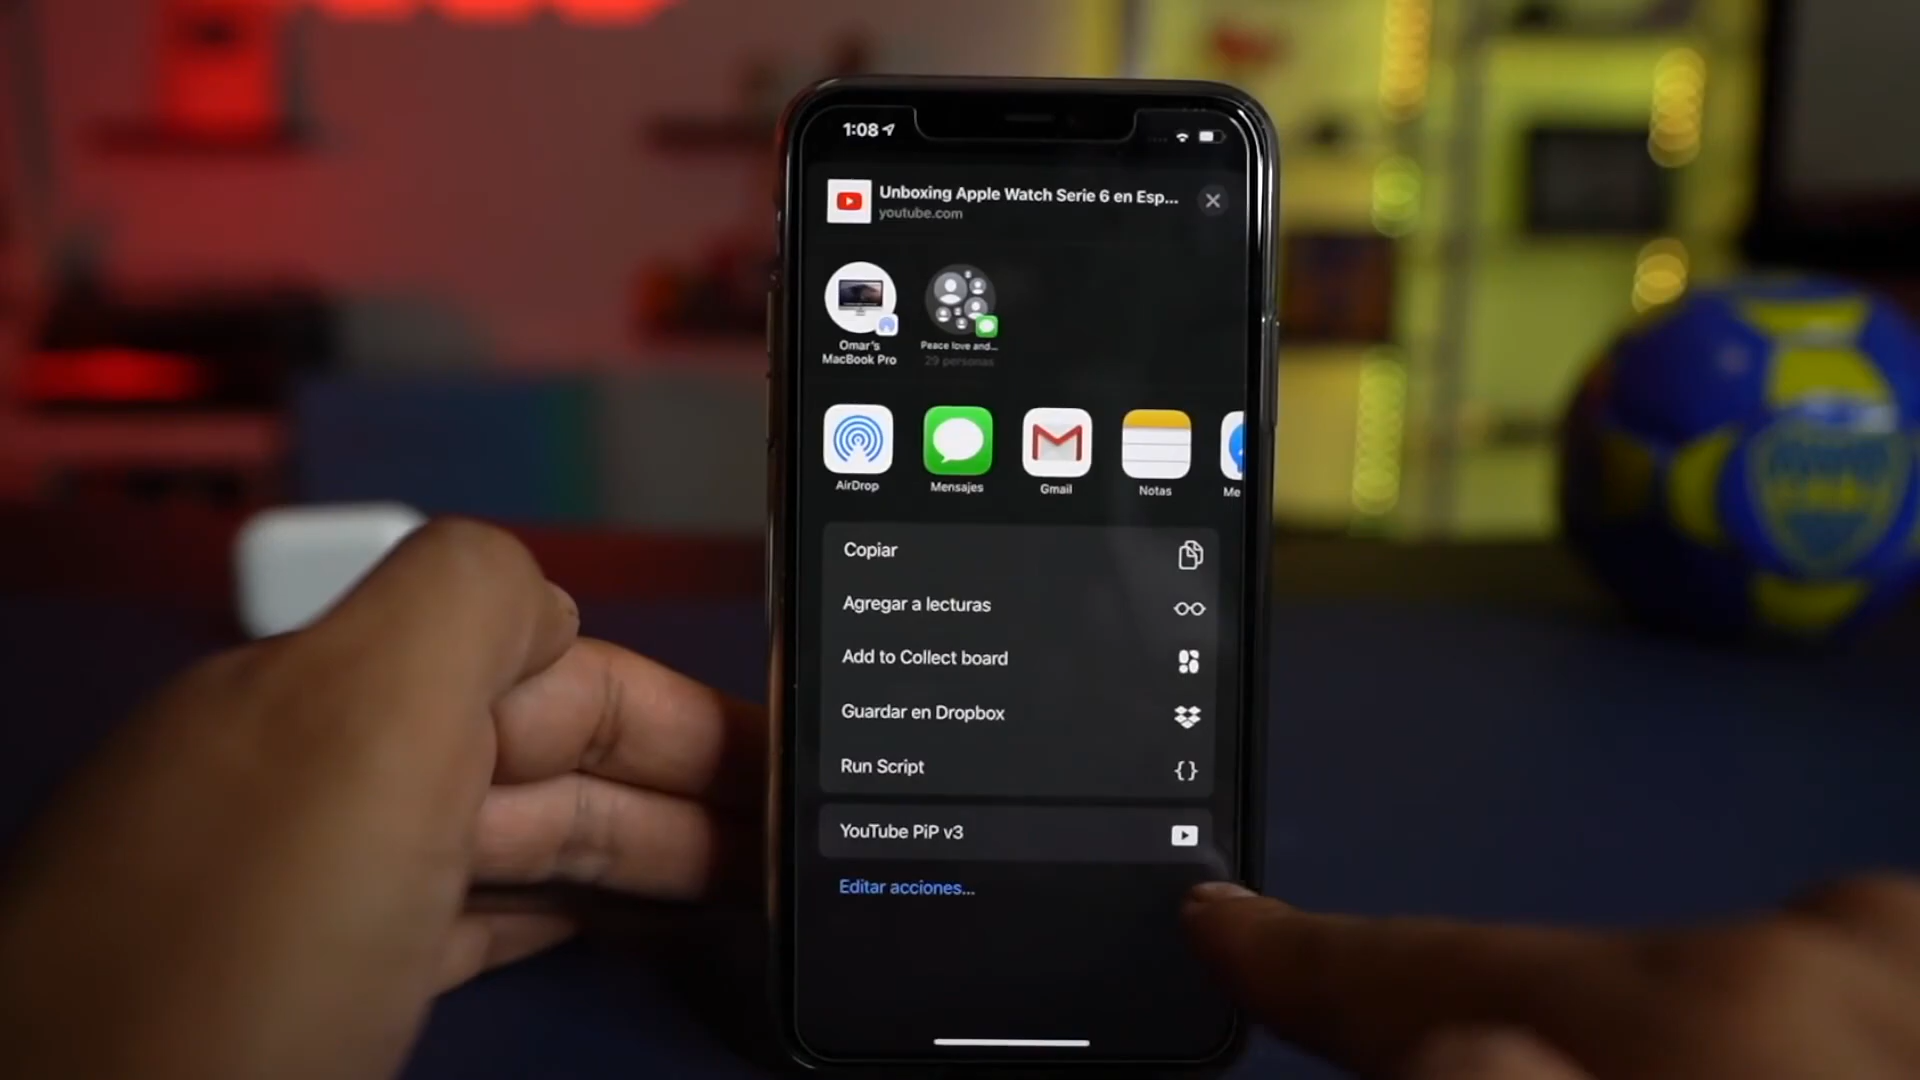 1:08
Unboxing Apple Watch Serie 6 en Esp...
youtube.com
Omar's
MacBook Pro
Peace love and...
29 personas
AirDrop
Mensajes
Gmail
Notas
Me
Copiar
Agregar a lecturas
Add to Collect board
Guardar en Dropbox
Run Script
YouTube PiP v3
Editar acciones...